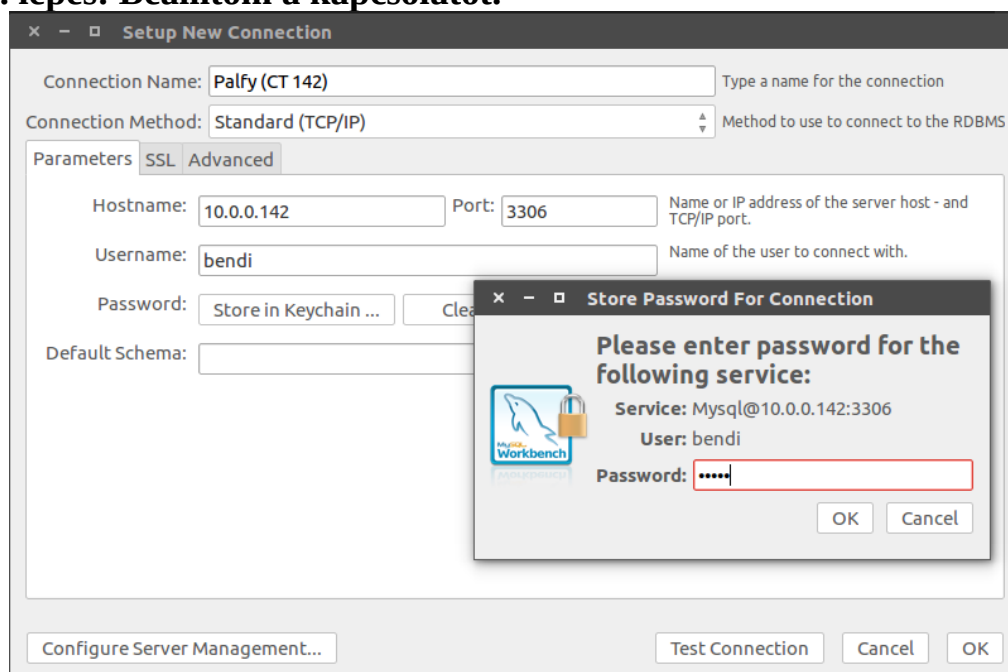 lépés: Beállítom a kapcsolatot.
Setup New Connection
Connection Name: Palfy (CT 142) Type a name for the connection
Connection Method: Standard (TCP/IP) Method to use to connect to the RDBMS
Parameters SSL Advanced
Hostname: 10.0.0.142 Port: 3306 Name or IP address of the server host - and
TCP/IP port.
Username: bendi Name of the user to connect with.
Password: Store in Keychain ...
Default Schema:
Store Password For Connection
Please enter password for the
following service:
Service: Mysql@10.0.0.142:3306
User: bendi
Password: •••••
MySQL
Workbench
OK Cancel
Configure Server Management... Test Connection Cancel OK